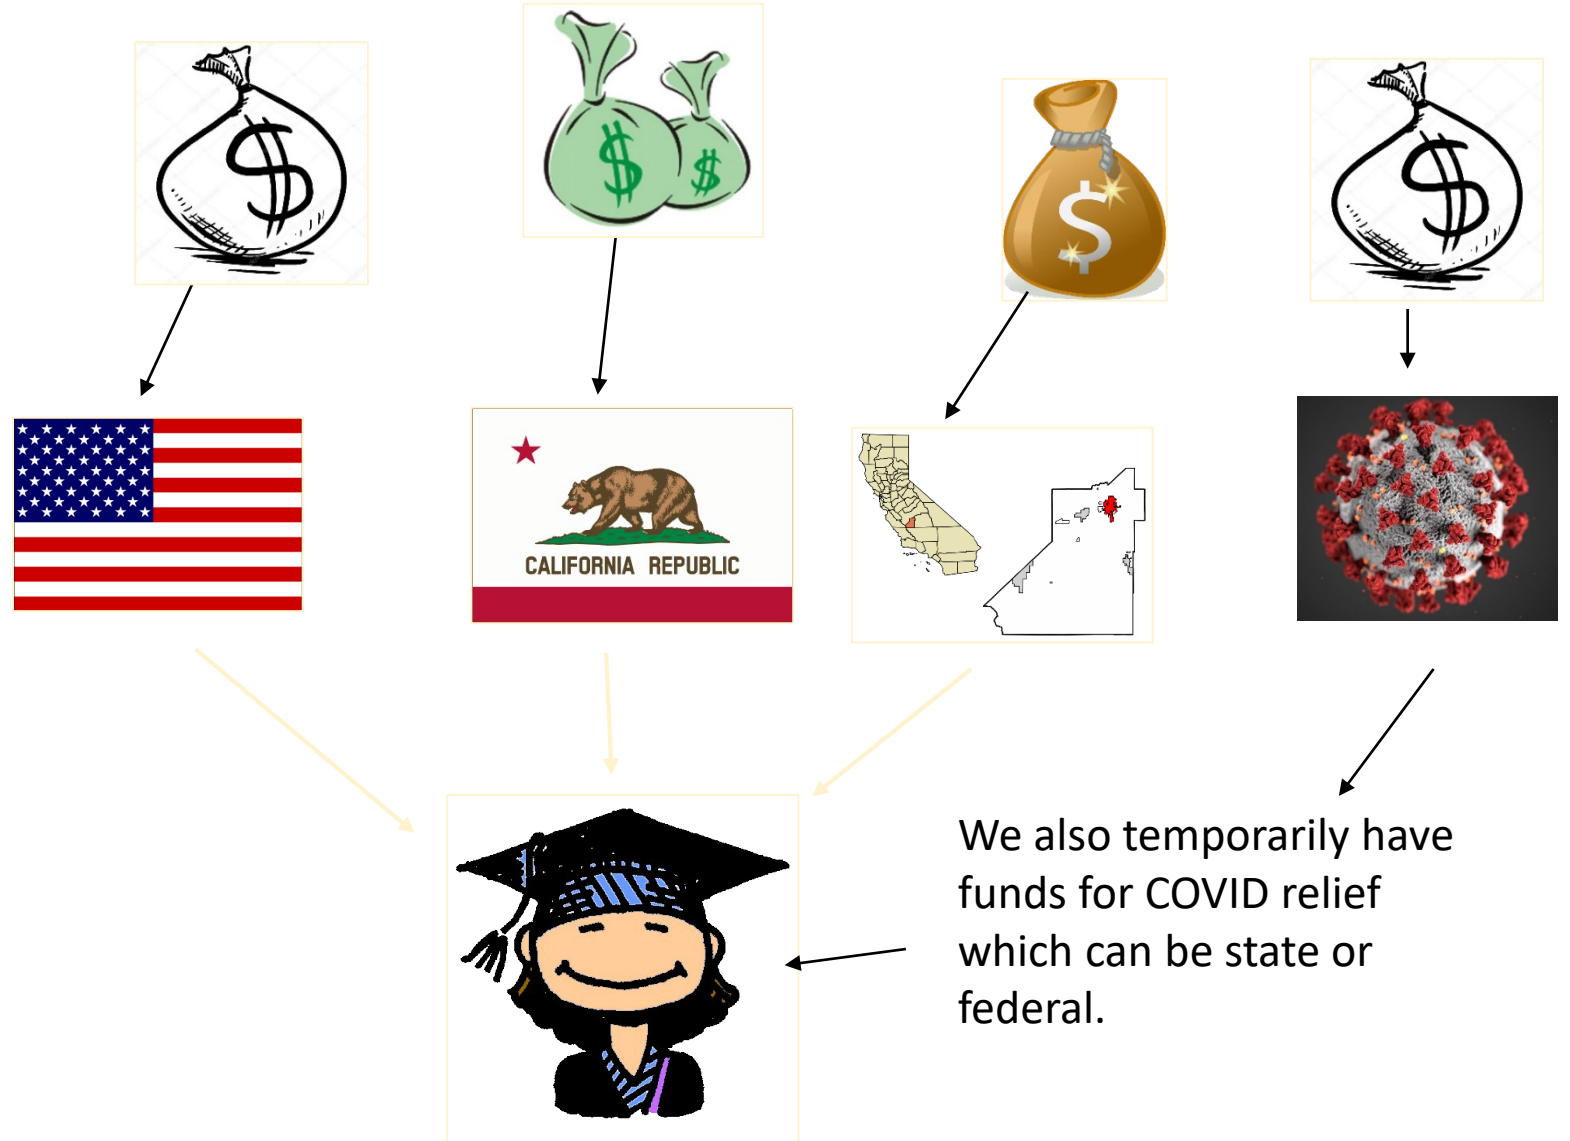 $
$ $
$
$
CALIFORNIA REPUBLIC
We also temporarily have
funds for COVID relief
which can be state or
federal.